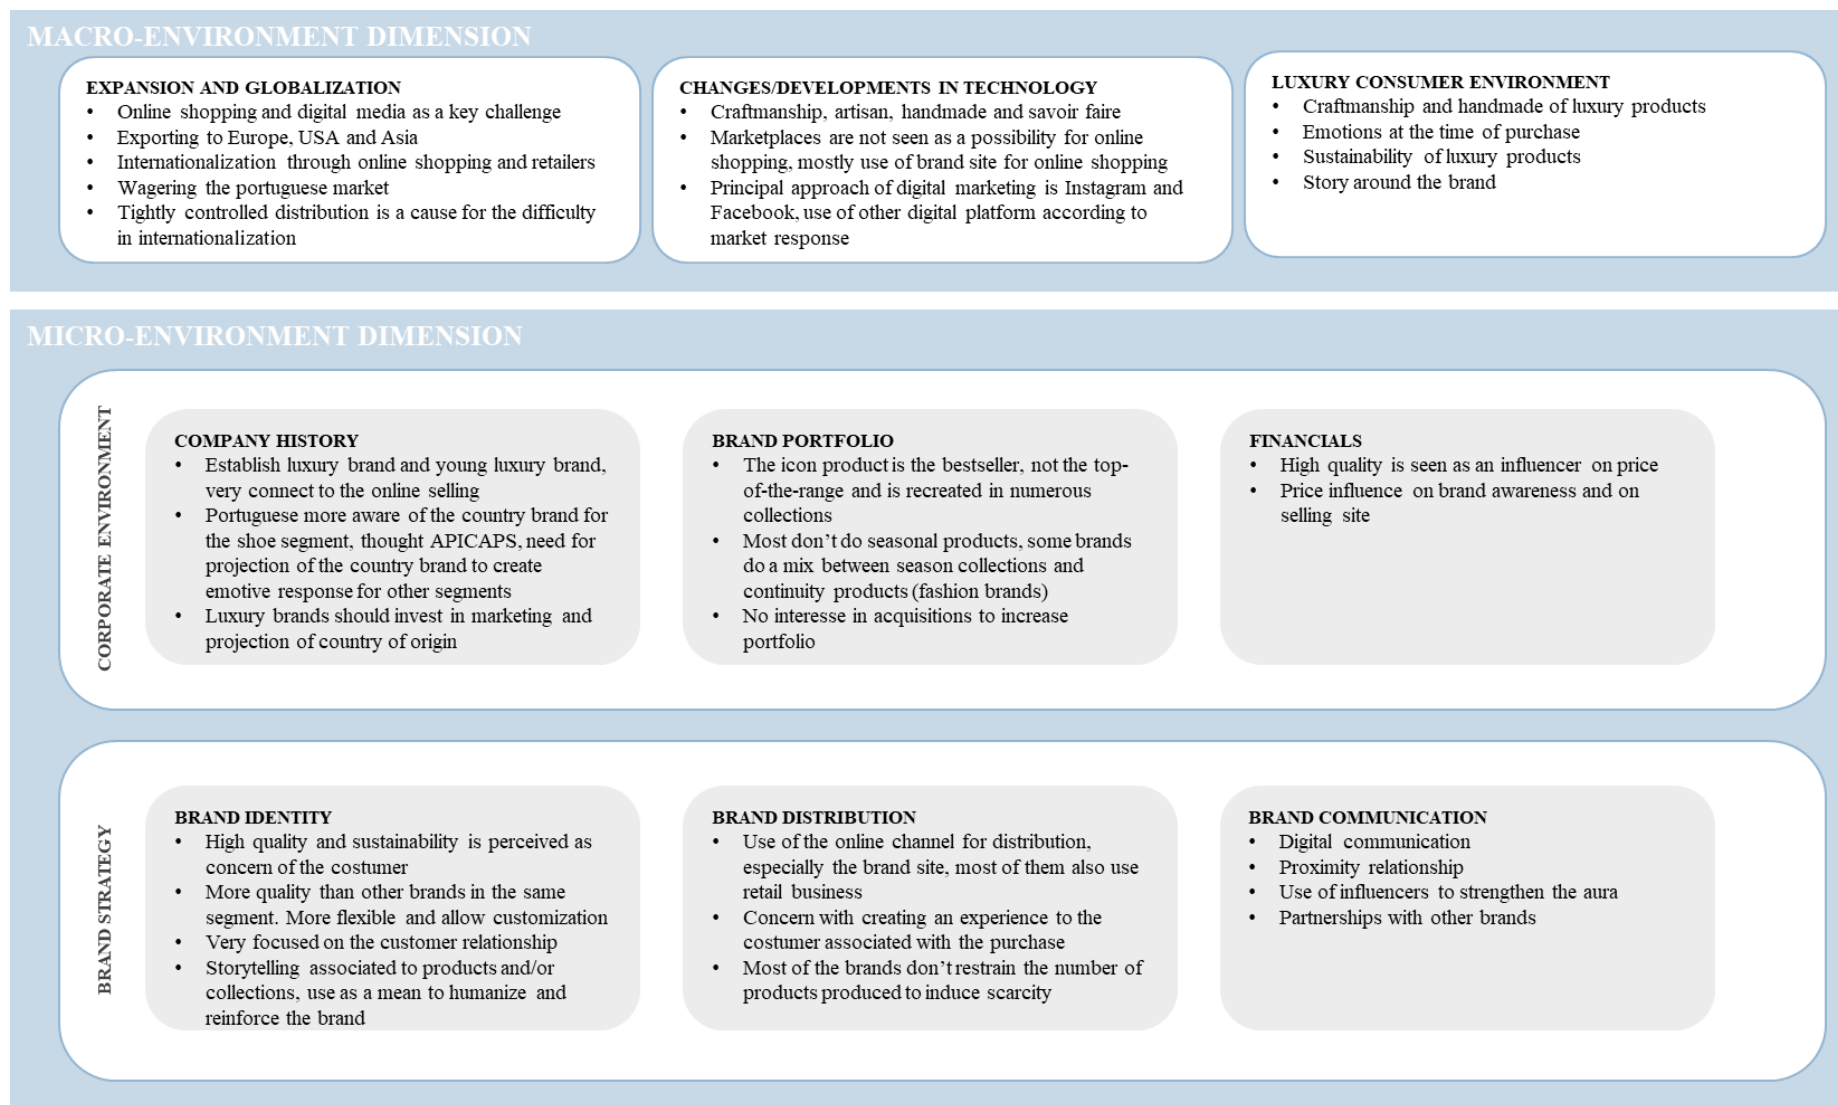 MACRO-ENVIRONMENT DIMENSION
EXPANSION AND GLOBALIZATION
• Online shopping and digital media as a key challenge
• Exporting to Europe, USA and Asia
• Internationalization through online shopping and retailers
• Wagering the portuguese market
• Tightly controlled distribution is a cause for the difficulty
in internationalization
CHANGES/DEVELOPMENTS IN TECHNOLOGY
• Craftmanship, artisan, handmade and savoir faire
• Marketplaces are not seen as a possibility for online
shopping, mostly use of brand site for online shopping
• Principal approach of digital marketing is Instagram and
Facebook, use of other digital platform according to
market response
LUXURY CONSUMER ENVIRONMENT
• Craftmanship and handmade of luxury products
• Emotions at the time of purchase
• Sustainability of luxury products
• Story around the brand
MICRO-ENVIRONMENT DIMENSION
CORPORATE ENVIRONMENT
COMPANY HISTORY
• Establish luxury brand and young luxury brand,
very connect to the online selling
• Portuguese more aware of the country brand for
the shoe segment, thought APICAPS, need for
projection of the country brand to create
emotive response for other segments
• Luxury brands should invest in marketing and
projection of country of origin
BRAND PORTFOLIO
• The icon product is the bestseller, not the top-
of-the-range and is recreated in numerous
collections
• Most don't do seasonal products, some brands
do a mix between season collections and
continuity products (fashion brands)
• No interesse in acquisitions to increase
portfolio
FINANCIALS
• High quality is seen as an influencer on price
• Price influence on brand awareness and on
selling site
BRAND STRATEGY
BRAND IDENTITY
• High quality and sustainability is perceived as
concern of the costumer
• More quality than other brands in the same
segment. More flexible and allow customization
• Very focused on the customer relationship
• Storytelling associated to products and/or
collections, use as a mean to humanize and
reinforce the brand
BRAND DISTRIBUTION
• Use of the online channel for distribution,
especially the brand site, most of them also use
retail business
• Concern with creating an experience to the
costumer associated with the purchase
• Most of the brands don't restrain the number of
products produced to induce scarcity
BRAND COMMUNICATION
• Digital communication
• Proximity relationship
• Use of influencers to strengthen the aura
• Partnerships with other brands